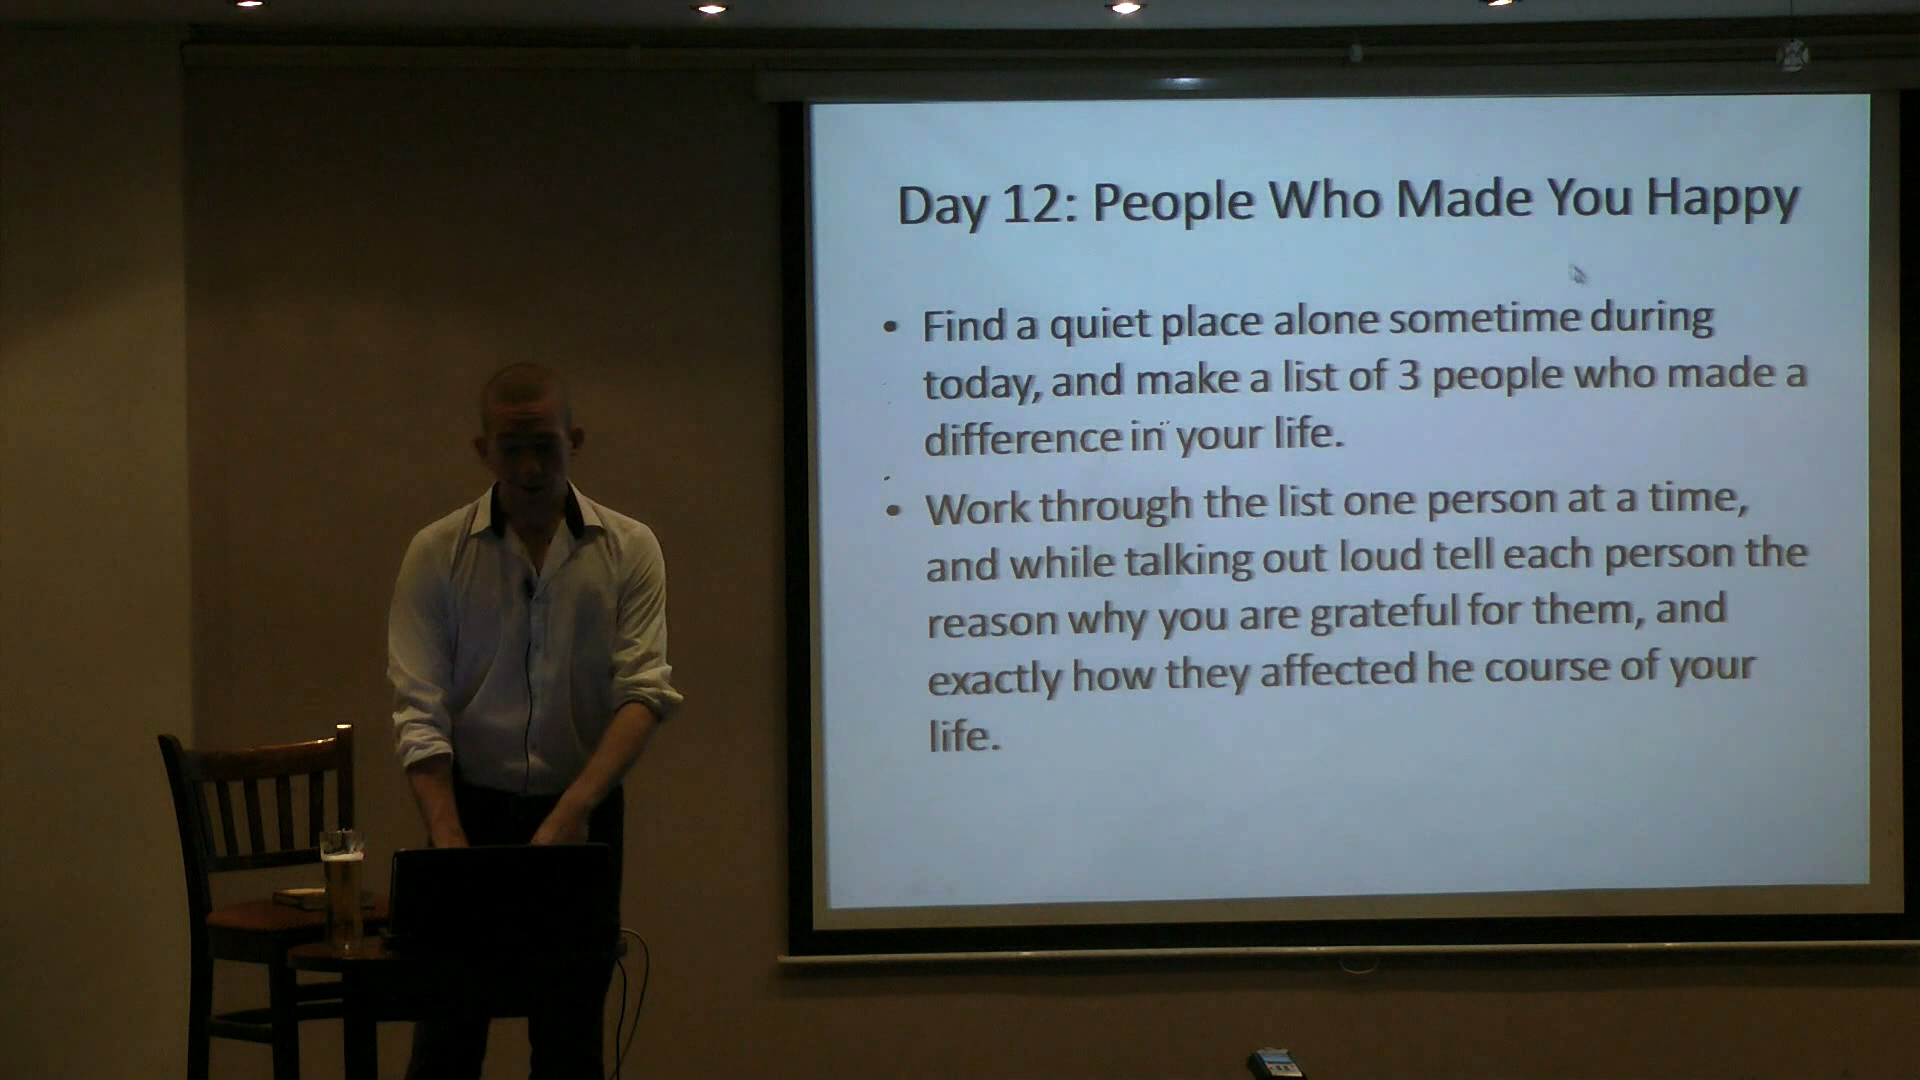 Day 12: People Who Made You Happy
• Find a quiet place alone sometime during
today, and make a list of 3 people who made a
difference in your life.
• Work through the list one person at a time,
and while talking out loud tell each person the
reason why you are grateful for them, and
exactly how they affected he course of your
life.